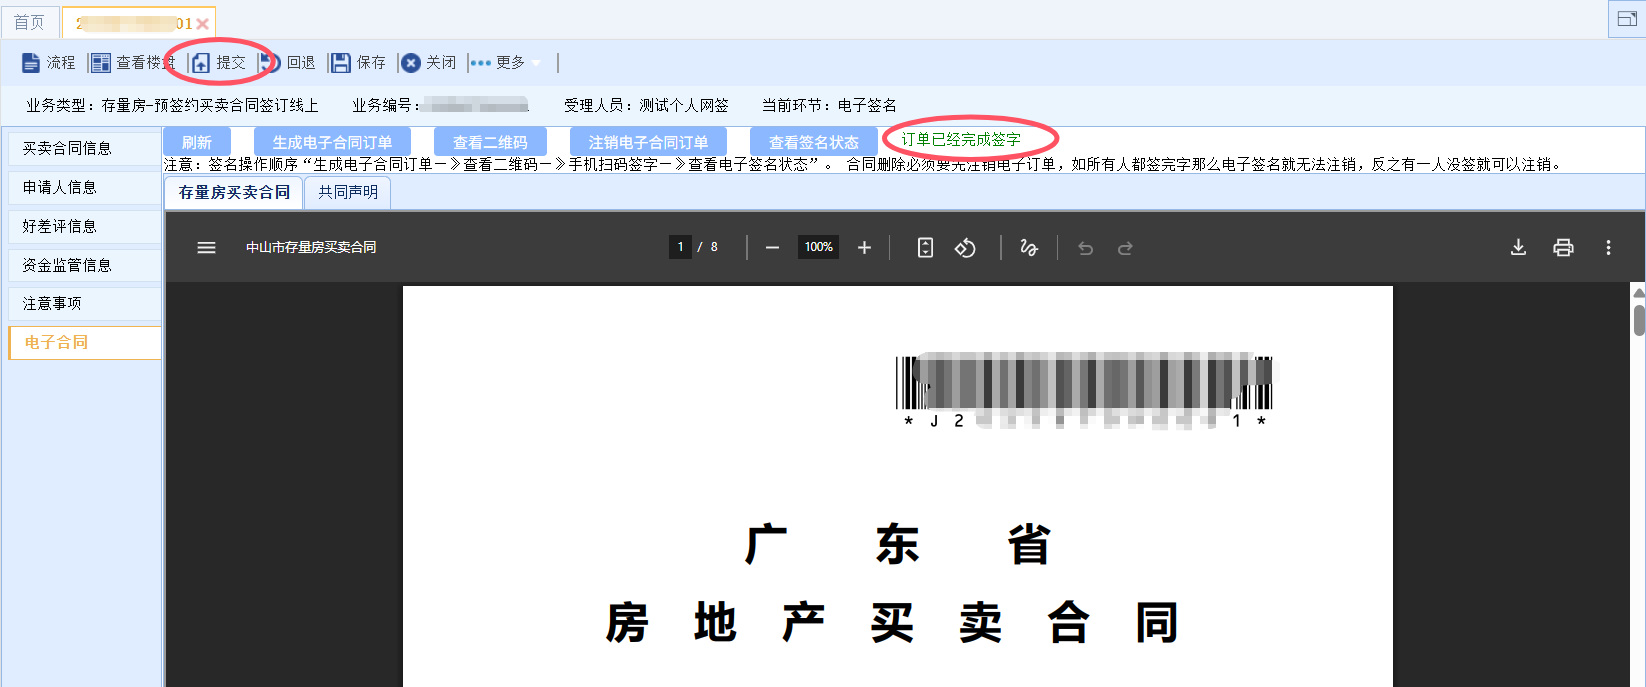 首页 2 01
流程 查看楼盘 提交 回退 保存 关闭 更多
业务类型：存量房-预签约买卖合同签订线上 业务编号： 受理人员：测试个人网签 当前环节：电子签名
买卖合同信息
申请人信息
好差评信息
资金监管信息
注意事项
电子合同
刷新 生成电子合同订单 查看二维码 注销电子合同订单 查看签名状态 订单已经完成签字
注意：签名操作顺序“生成电子合同订单－》查看二维码－》手机扫码签字－》查看电子签名状态”。 合同删除必须要先注销电子订单，如所有人都签完字那么电子签名就无法注销，反之有一人没签就可以注销。
存量房买卖合同 共同声明
中山市存量房买卖合同 1 / 8 100%
* J 2 1 *
广东省
房地产买卖合同